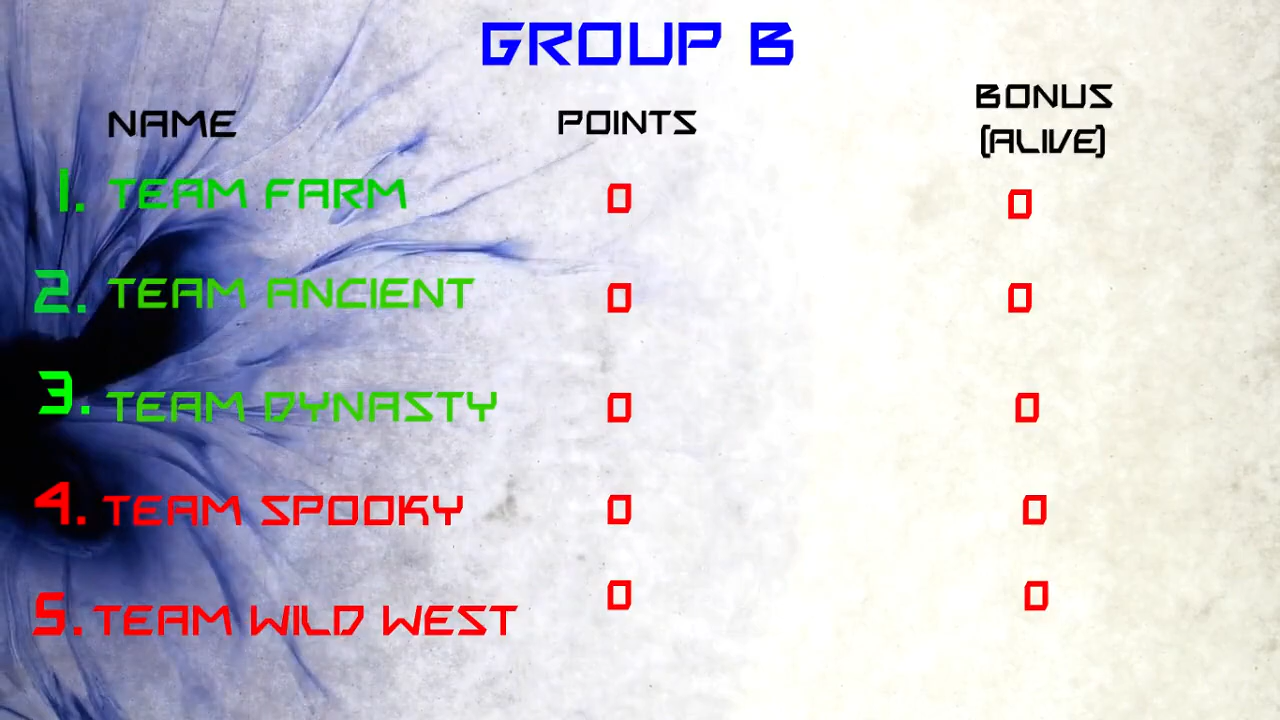 GROUP B
NAME POINTS BONUS (ALIVE)
1. TEAM FARM 0 0
2. TEAM ANCIENT 0 0
3. TEAM DYNASTY 0 0
4. TEAM SPOOKY 0 0
5. TEAM WILD WEST 0 0